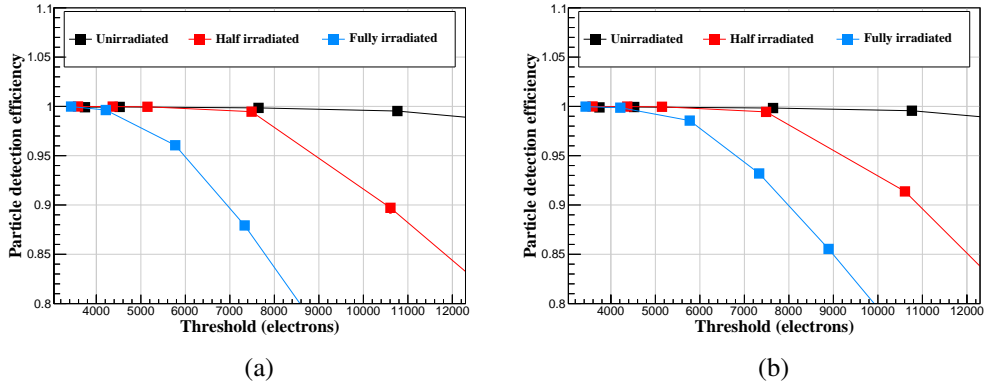 1.1
1.05
1
0.95
0.9
0.85
0.8
Particle detection efficiency
Unirradiated Half irradiated Fully irradiated
4000 5000 6000 7000 8000 9000 10000 11000 12000
Threshold (electrons)
(a)
1.1
1.05
1
0.95
0.9
0.85
0.8
Particle detection efficiency
Unirradiated Half irradiated Fully irradiated
4000 5000 6000 7000 8000 9000 10000 11000 12000
Threshold (electrons)
(b)